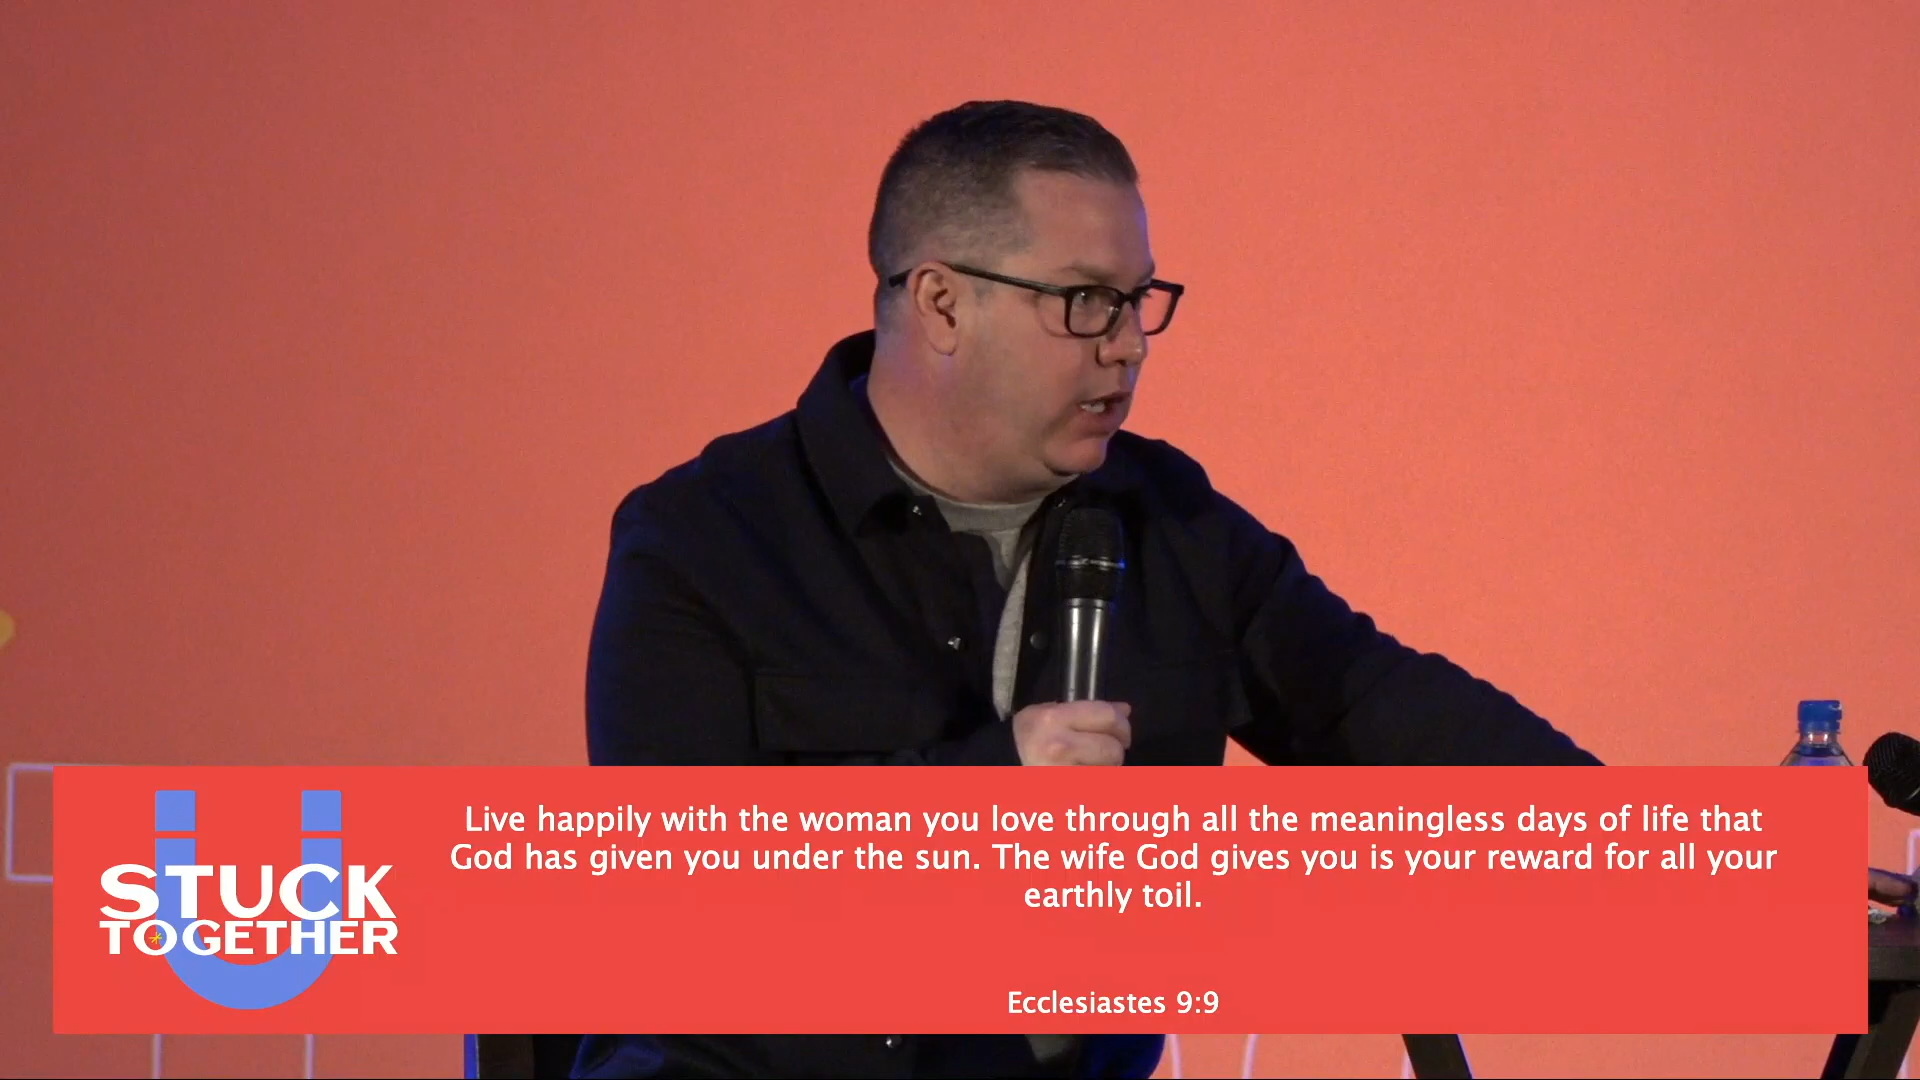 STUCK
TOGETHER
Live happily with the woman you love through all the meaningless days of life that
God has given you under the sun. The wife God gives you is your reward for all your
earthly toil.
Ecclesiastes 9:9